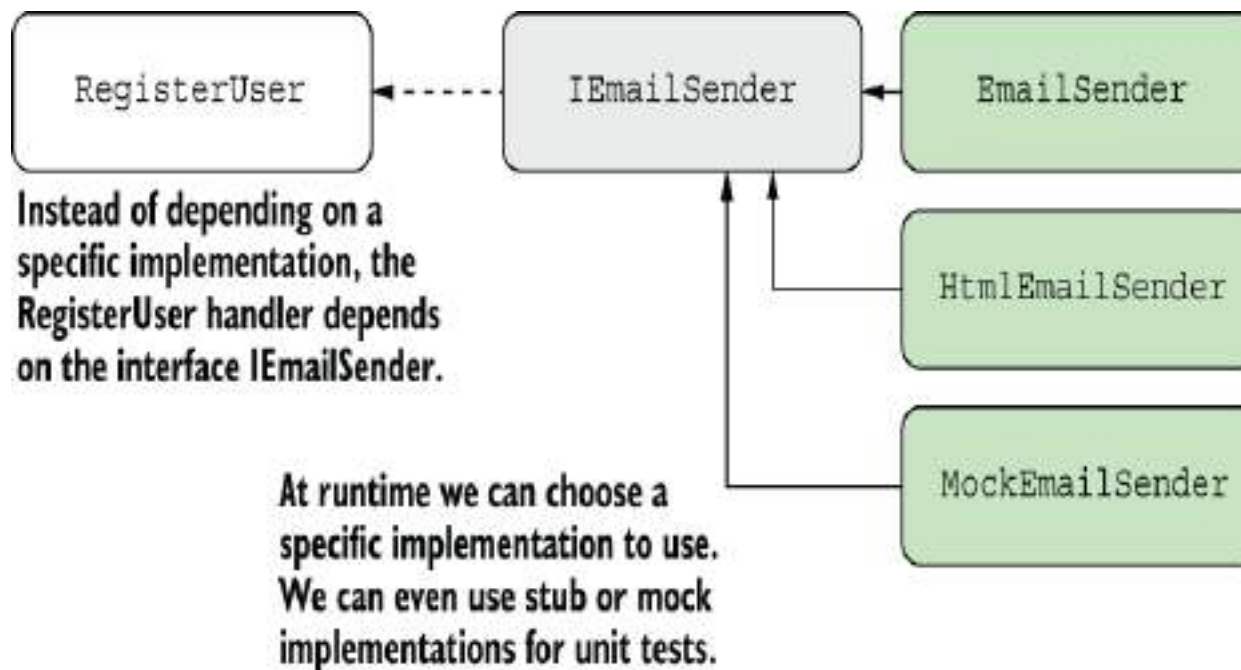 RegisterUser
IEmailSender
EmailSender
Instead of depending on a
specific implementation, the
RegisterUser handler depends
on the interface IEmailSender.
HtmlEmailSender
MockEmailSender
At runtime we can choose a
specific implementation to use.
We can even use stub or mock
implementations for unit tests.